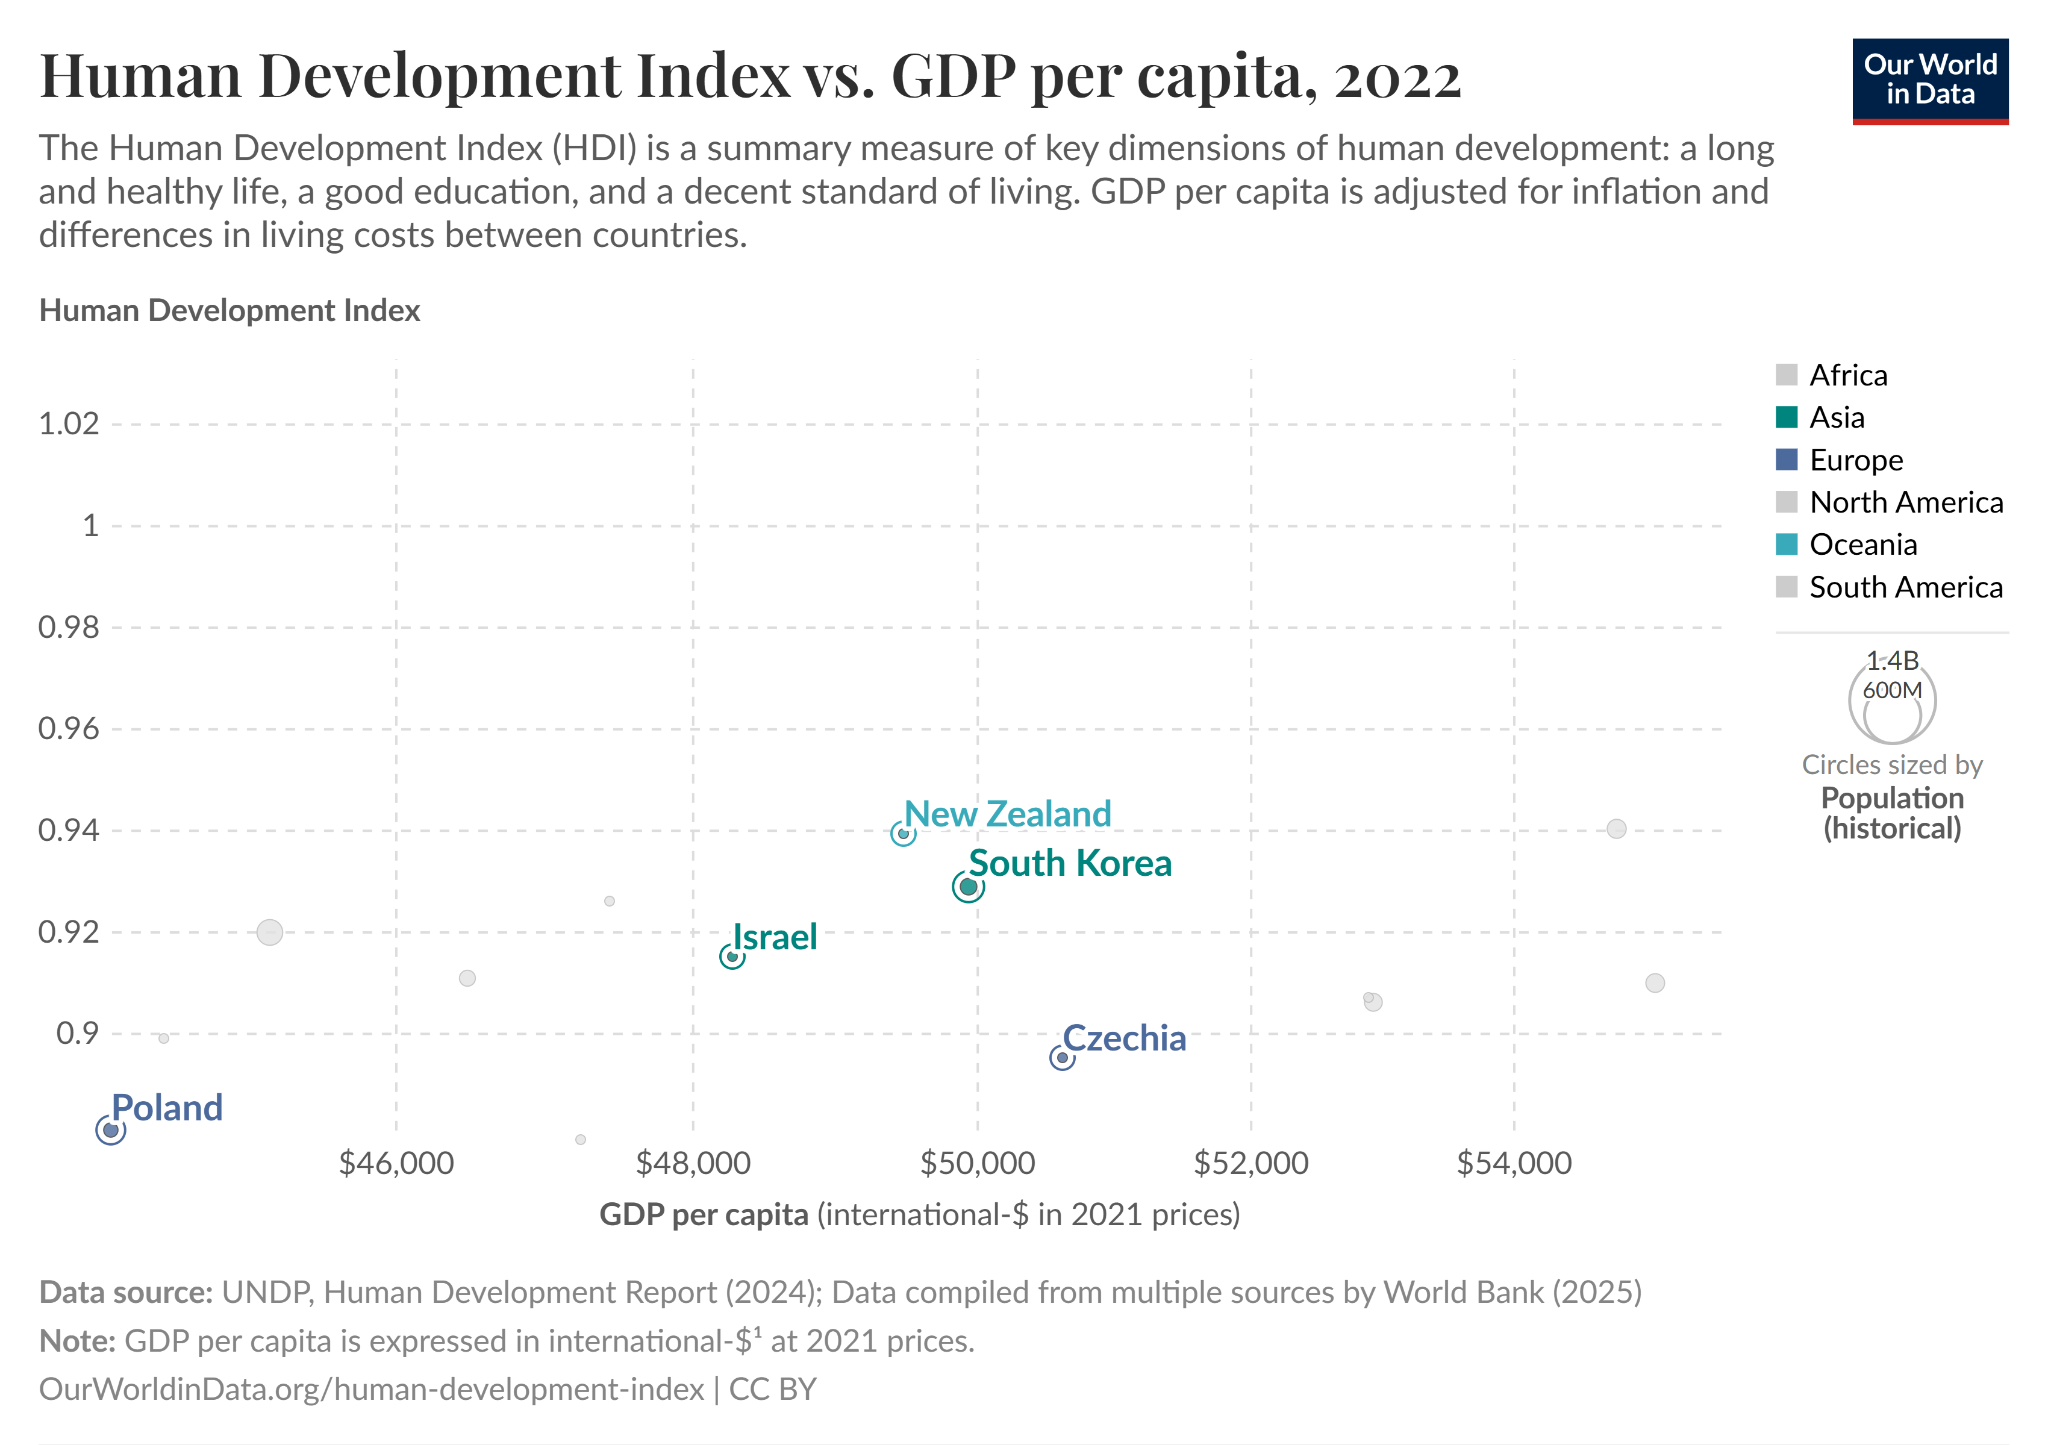 Human Development Index vs. GDP per capita, 2022
Our World
in Data
The Human Development Index (HDI) is a summary measure of key dimensions of human development: a long
and healthy life, a good education, and a decent standard of living. GDP per capita is adjusted for inflation and
differences in living costs between countries.
Human Development Index
1.02
1
0.98
0.96
0.94
0.92
0.9
New Zealand
South Korea
Israel
Czechia
Poland
$46,000
$48,000
$50,000
$52,000
$54,000
GDP per capita (international-$ in 2021 prices)
Africa
Asia
Europe
North America
Oceania
South America
1.4B
600M
Circles sized by
Population
(historical)
Data source: UNDP, Human Development Report (2024); Data compiled from multiple sources by World Bank (2025)
Note: GDP per capita is expressed in international-$¹ at 2021 prices.
OurWorldinData.org/human-development-index | CC BY